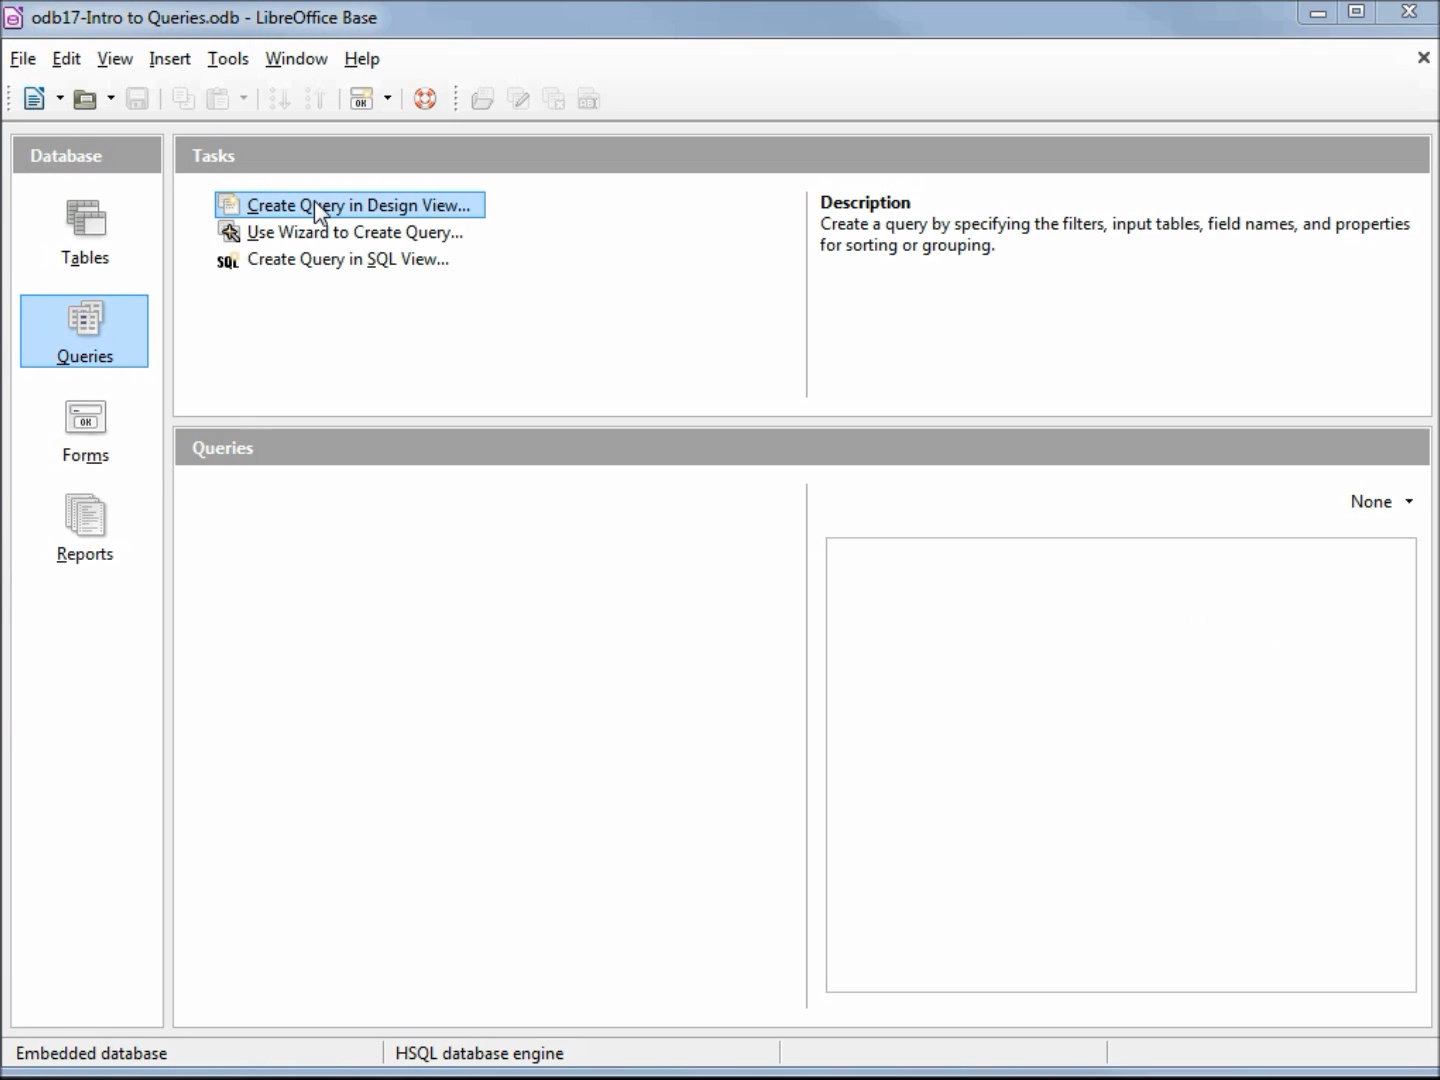 odb17-Intro to Queries.odb - LibreOffice Base
File Edit View Insert Tools Window Help
OK
Database
Tasks
Create Query in Design View...
Use Wizard to Create Query...
SQL Create Query in SQL View...
Description
Create a query by specifying the filters, input tables, field names, and properties
for sorting or grouping.
Tables
Queries
OK
Forms
Reports
Queries
None
Embedded database
HSQL database engine